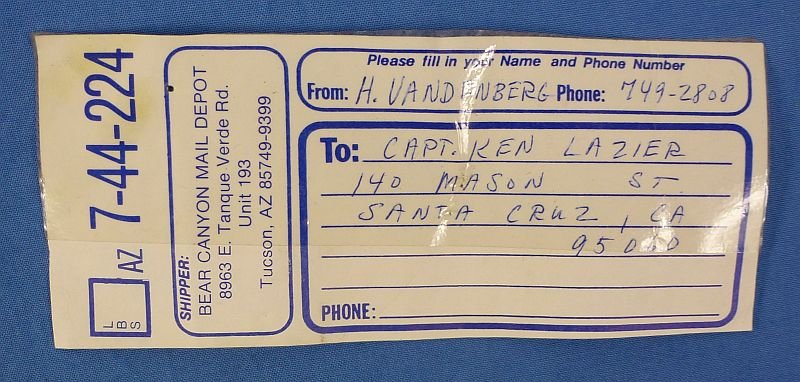 Please fill in your Name and Phone Number
From: H. VANDENBERG Phone: 749-2808
To: CAPT. KEN LAZIER
140 MASON ST.
SANTA CRUZ, CA
95060
PHONE:
SHIPPER:
BEAR CANYON MAIL DEPOT
8963 E. Tanque Verde Rd.
Unit 193
Tucson, AZ 85749-9399
AZ 7-44-224
LBS